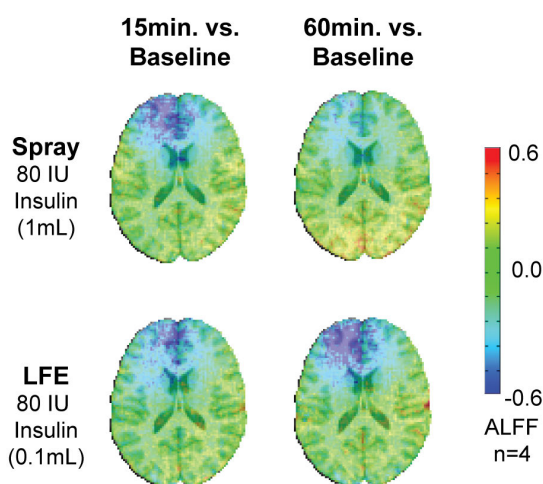 15min. vs.
Baseline
60min. vs.
Baseline
Spray
80 IU
Insulin
(1mL)
LFE
80 IU
Insulin
(0.1mL)
0.6
0.0
-0.6
ALFF
n=4